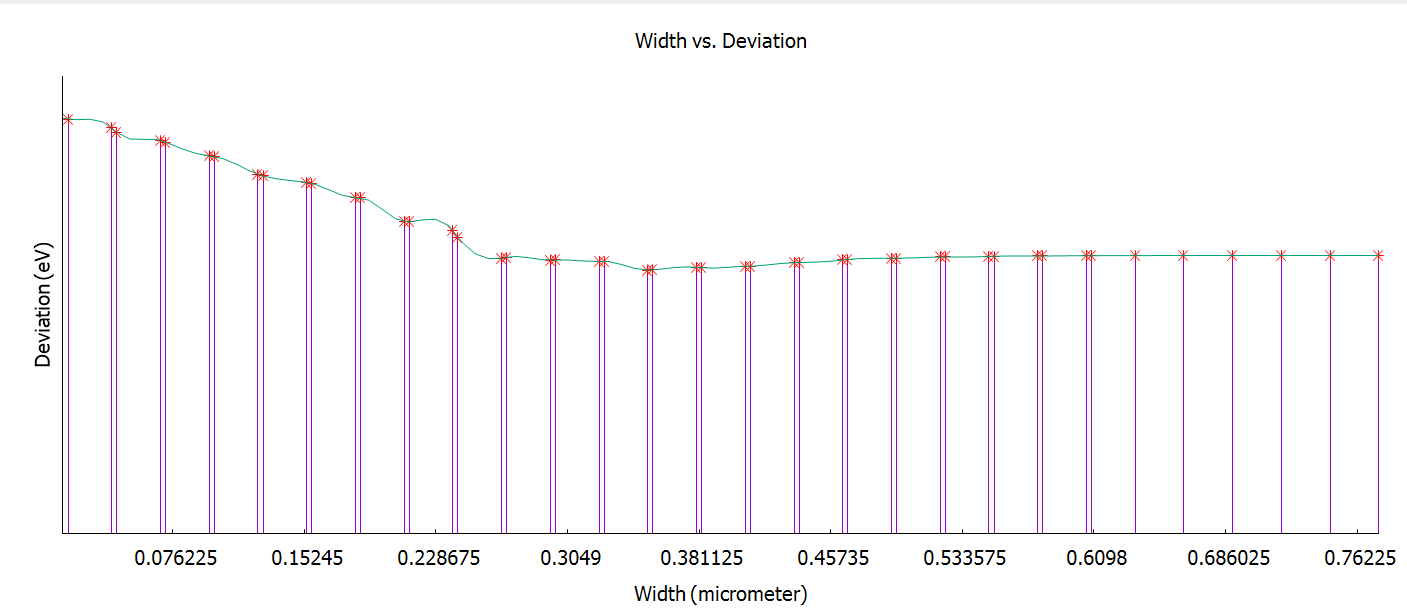 Width vs. Deviation
Deviation (eV)
0.076225 0.15245 0.228675 0.3049 0.381125 0.45735 0.533575 0.6098 0.686025 0.76225
Width (micrometer)